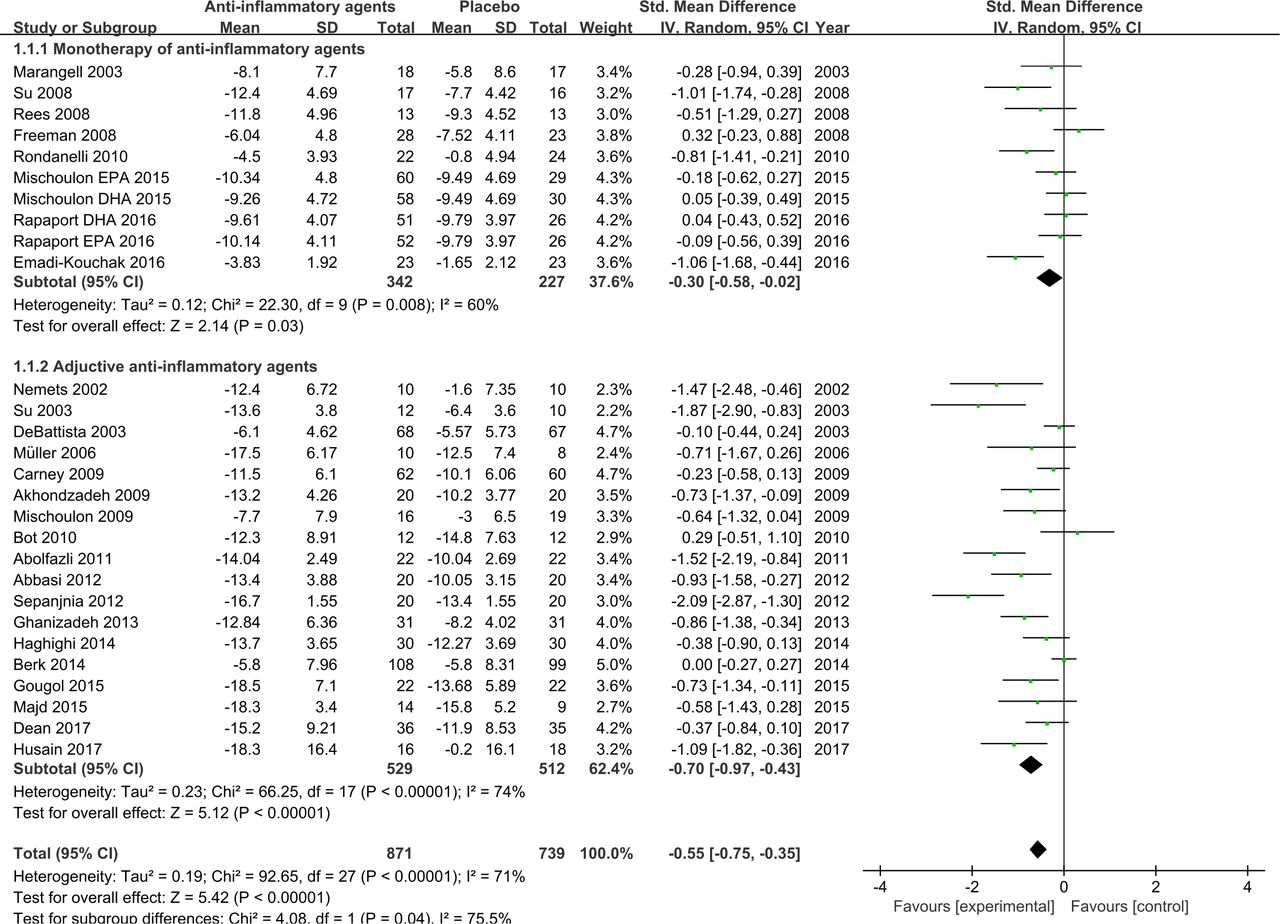 Anti-inflammatory agents Placebo Std. Mean Difference Std. Mean Difference
Study or Subgroup Mean SD Total Mean SD Total Weight IV, Random, 95% CI Year IV, Random, 95% CI
1.1.1 Monotherapy of anti-inflammatory agents
Marangell 2003 -8.1 7.7 18 -5.8 8.6 17 3.4% -0.28 [-0.94, 0.39] 2003
Su 2008 -12.4 4.69 17 -7.7 4.42 16 3.2% -1.01 [-1.74, -0.28] 2008
Rees 2008 -11.8 4.96 13 -9.3 4.52 13 3.0% -0.51 [-1.29, 0.27] 2008
Freeman 2008 -6.04 4.8 28 -7.52 4.11 23 3.8% 0.32 [-0.23, 0.88] 2008
Rondanelli 2010 -4.5 3.93 22 -0.8 4.94 24 3.6% -0.81 [-1.41, -0.21] 2010
Mischoulon EPA 2015 -10.34 4.8 60 -9.49 4.69 29 4.3% -0.18 [-0.62, 0.27] 2015
Mischoulon DHA 2015 -9.26 4.72 58 -9.49 4.69 30 4.3% 0.05 [-0.39, 0.49] 2015
Rapaport DHA 2016 -9.61 4.07 51 -9.79 3.97 26 4.2% 0.04 [-0.43, 0.52] 2016
Rapaport EPA 2016 -10.14 4.11 52 -9.79 3.97 26 4.2% -0.09 [-0.56, 0.39] 2016
Emadi-Kouchak 2016 -3.83 1.92 23 -1.65 2.12 23 3.6% -1.06 [-1.68, -0.44] 2016
Subtotal (95% CI) 342 227 37.6% -0.30 [-0.58, -0.02]
Heterogeneity: Tau² = 0.12; Chi² = 22.30, df = 9 (P = 0.008); I² = 60%
Test for overall effect: Z = 2.14 (P = 0.03)
1.1.2 Adjuctive anti-inflammatory agents
Nemets 2002 -12.4 6.72 10 -1.6 7.35 10 2.3% -1.47 [-2.48, -0.46] 2002
Su 2003 -13.6 3.8 12 -6.4 3.6 10 2.2% -1.87 [-2.90, -0.83] 2003
DeBattista 2003 -6.1 4.62 68 -5.57 5.73 67 4.7% -0.10 [-0.44, 0.24] 2003
Müller 2006 -17.5 6.17 10 -12.5 7.4 8 2.4% -0.71 [-1.67, 0.26] 2006
Carney 2009 -11.5 6.1 62 -10.1 6.06 60 4.7% -0.23 [-0.58, 0.13] 2009
Akhondzadeh 2009 -13.2 4.26 20 -10.2 3.77 20 3.5% -0.73 [-1.37, -0.09] 2009
Mischoulon 2009 -7.7 7.9 16 -3 6.5 19 3.3% -0.64 [-1.32, 0.04] 2009
Bot 2010 -12.3 8.91 12 -14.8 7.63 12 2.9% 0.29 [-0.51, 1.10] 2010
Abolfazli 2011 -14.04 2.49 22 -10.04 2.69 22 3.4% -1.52 [-2.19, -0.84] 2011
Abbasi 2012 -13.4 3.88 20 -10.05 3.15 20 3.4% -0.93 [-1.58, -0.27] 2012
Sepanjnia 2012 -16.7 1.55 20 -13.4 1.55 20 3.0% -2.09 [-2.87, -1.30] 2012
Ghanizadeh 2013 -12.84 6.36 31 -8.2 4.02 31 4.0% -0.86 [-1.38, -0.34] 2013
Haghighi 2014 -13.7 3.65 30 -12.27 3.69 30 4.0% -0.38 [-0.90, 0.13] 2014
Berk 2014 -5.8 7.96 108 -5.8 8.31 99 5.0% 0.00 [-0.27, 0.27] 2014
Gougol 2015 -18.5 7.1 22 -13.68 5.89 22 3.6% -0.73 [-1.34, -0.11] 2015
Majd 2015 -18.3 3.4 14 -15.8 5.2 9 2.7% -0.58 [-1.43, 0.28] 2015
Dean 2017 -15.2 9.21 36 -11.9 8.53 35 4.2% -0.37 [-0.84, 0.10] 2017
Husain 2017 -18.3 16.4 16 -0.2 16.1 18 3.2% -1.09 [-1.82, -0.36] 2017
Subtotal (95% CI) 529 512 62.4% -0.70 [-0.97, -0.43]
Heterogeneity: Tau² = 0.23; Chi² = 66.25, df = 17 (P < 0.00001); I² = 74%
Test for overall effect: Z = 5.12 (P < 0.00001)
Total (95% CI) 871 739 100.0% -0.55 [-0.75, -0.35]
Heterogeneity: Tau² = 0.19; Chi² = 92.65, df = 27 (P < 0.00001); I² = 71%
Test for overall effect: Z = 5.42 (P < 0.00001)
Test for subgroup differences: Chi² = 4.08, df = 1 (P = 0.04), I² = 75.5%
-4 -2 0 2 4
Favours [experimental] Favours [control]